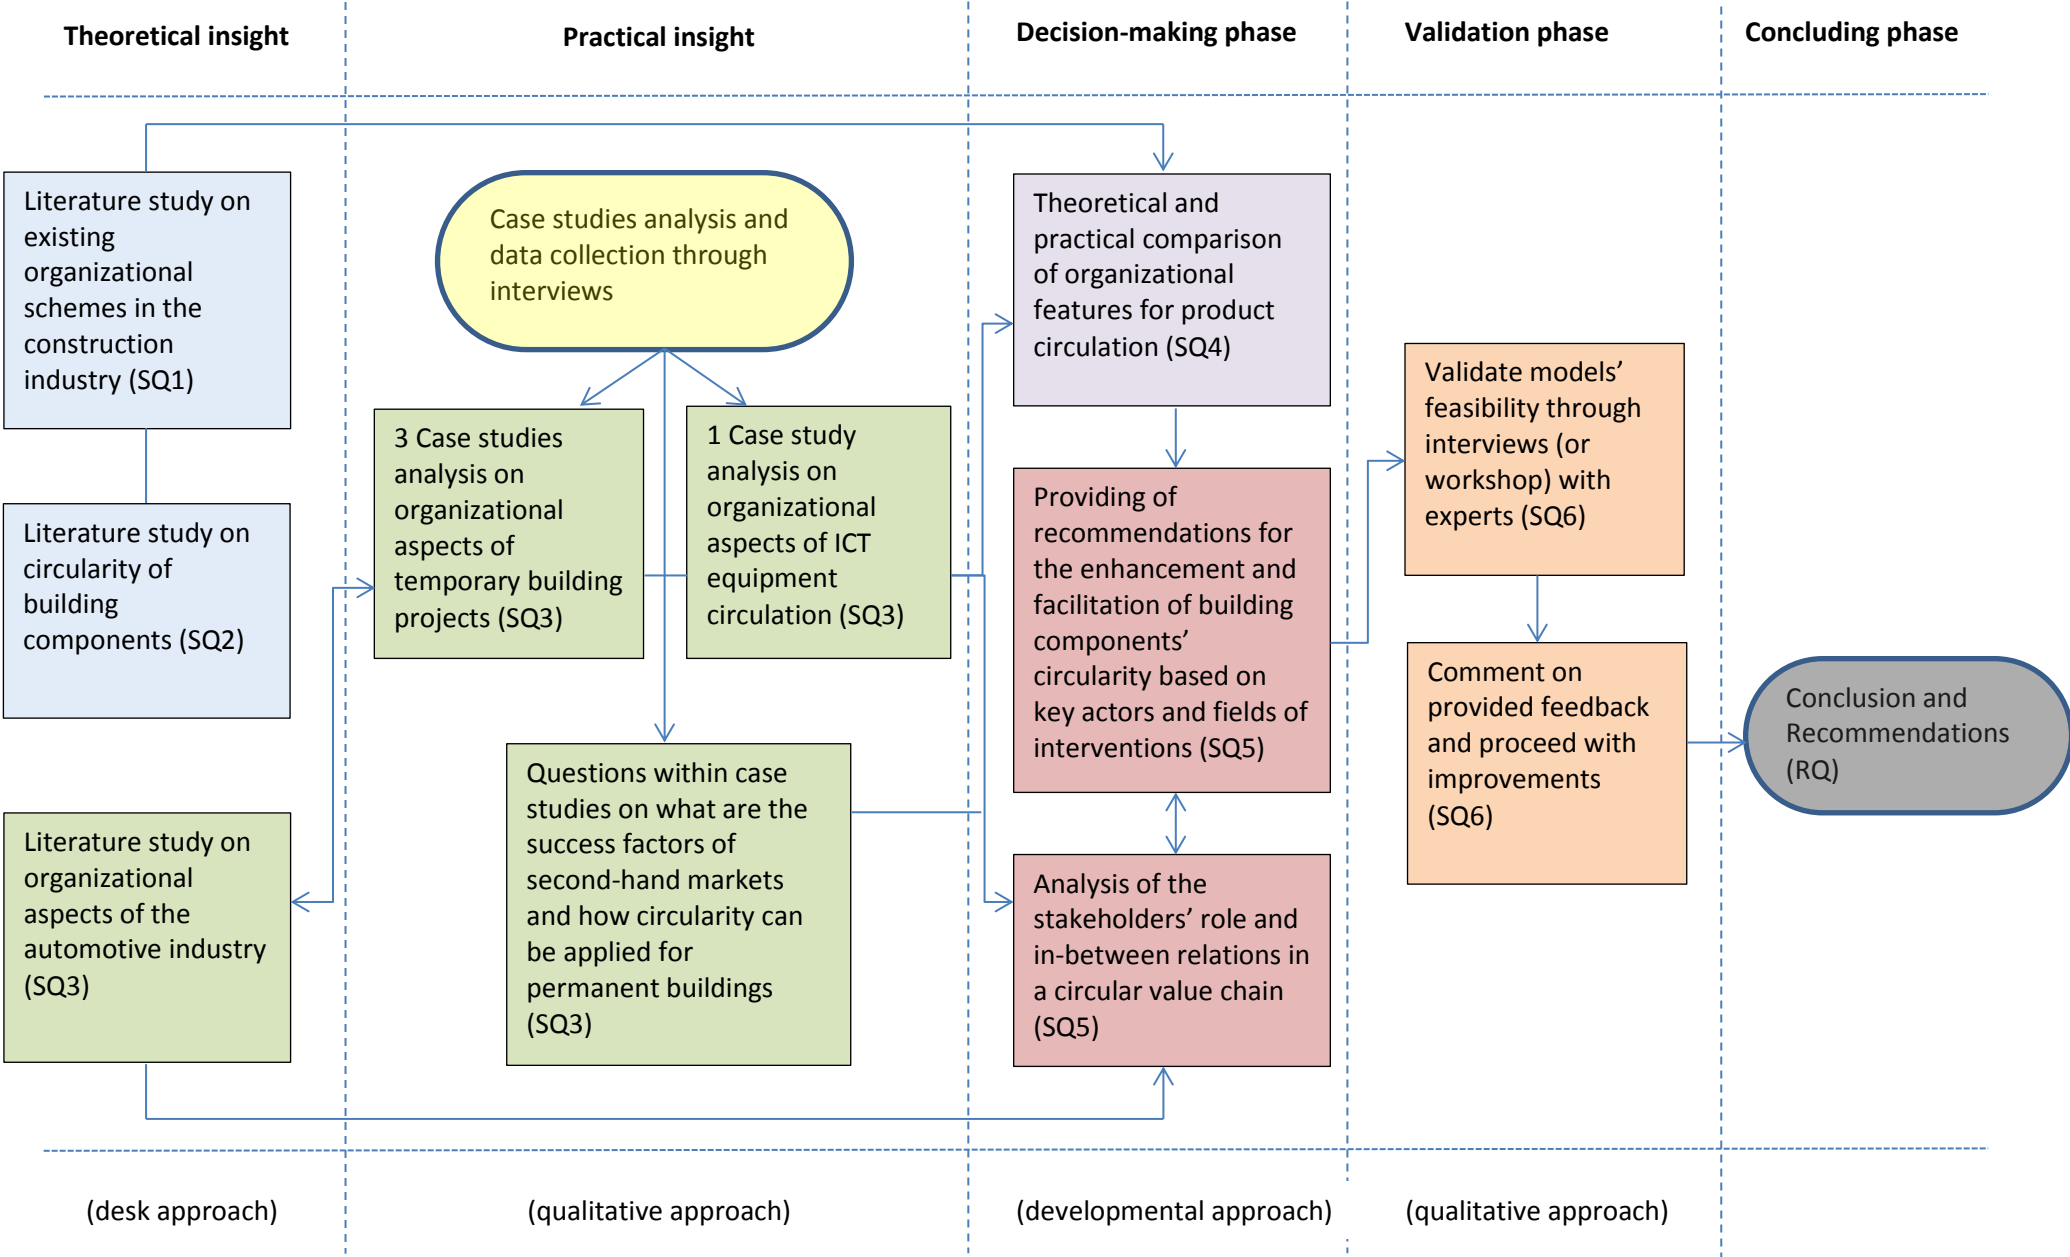 Theoretical insight
Practical insight
Decision-making phase
Validation phase
Concluding phase
Literature study on
existing
organizational
schemes in the
construction
industry (SQ1)
Literature study on
circularity of
building
components (SQ2)
Literature study on
organizational
aspects of the
automotive industry
(SQ3)
Case studies analysis and
data collection through
interviews
3 Case studies
analysis on
organizational
aspects of
temporary building
projects (SQ3)
1 Case study
analysis on
organizational
aspects of ICT
equipment
circulation (SQ3)
Questions within case
studies on what are the
success factors of
second-hand markets
and how circularity can
be applied for
permanent buildings
(SQ3)
Theoretical and
practical comparison
of organizational
features for product
circulation (SQ4)
Providing of
recommendations for
the enhancement and
facilitation of building
components’
circularity based on
key actors and fields of
interventions (SQ5)
Analysis of the
stakeholders’ role and
in-between relations in
a circular value chain
(SQ5)
Validate models’
feasibility through
interviews (or
workshop) with
experts (SQ6)
Comment on
provided feedback
and proceed with
improvements
(SQ6)
Conclusion and
Recommendations
(RQ)
(desk approach)
(qualitative approach)
(developmental approach)
(qualitative approach)